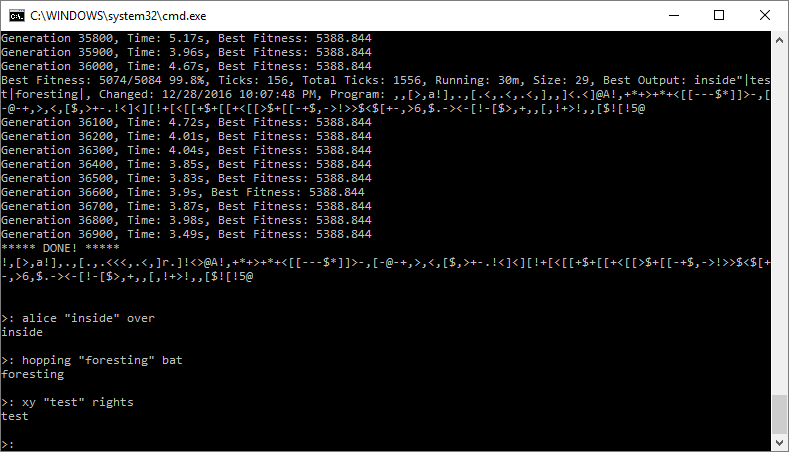 C:\WINDOWS\system32\cmd.exe
Generation 35800, Time: 5.17s, Best Fitness: 5388.844
Generation 35900, Time: 3.96s, Best Fitness: 5388.844
Generation 36000, Time: 4.67s, Best Fitness: 5388.844
Best Fitness: 5074/5084 99.8%, Ticks: 156, Total Ticks: 1556, Running: 30m, Size: 29, Best Output: inside"|tes
t|foresting|, Changed: 12/28/2016 10:07:48 PM, Program: ,,[>,a!],.,[.<,.<,.<,],,]<.<]@A!,+*+>+*+<[[---$*]]>-,[
-@-+,>,<,[$,>+-.!<]<][!+[<[[+$+[[+<[[>$+[[-+$,->!>>$<$[+-,>6,$.-><-[!-[$>,+,,[,!+>!,,[$![!5@
Generation 36100, Time: 4.72s, Best Fitness: 5388.844
Generation 36200, Time: 4.01s, Best Fitness: 5388.844
Generation 36300, Time: 4.04s, Best Fitness: 5388.844
Generation 36400, Time: 3.85s, Best Fitness: 5388.844
Generation 36500, Time: 3.83s, Best Fitness: 5388.844
Generation 36600, Time: 3.9s, Best Fitness: 5388.844
Generation 36700, Time: 3.87s, Best Fitness: 5388.844
Generation 36800, Time: 3.98s, Best Fitness: 5388.844
Generation 36900, Time: 3.49s, Best Fitness: 5388.844
***** DONE! *****
!,[>,a!],.,[.,.<<<,.<,]r.]!<>@A!,+*+>+*+<[[---$*]]>-,[-@-+,>,<,[$,>+-.!<]<][!+[<[[+$+[[+<[[>$+[[-+$,->!>>$<$[+
-,>6,$.-><-[!-[$>,+,,[,!+>!,,[$![!5@
>: alice "inside" over
inside
>: hopping "foresting" bat
foresting
>: xy "test" rights
test
>: